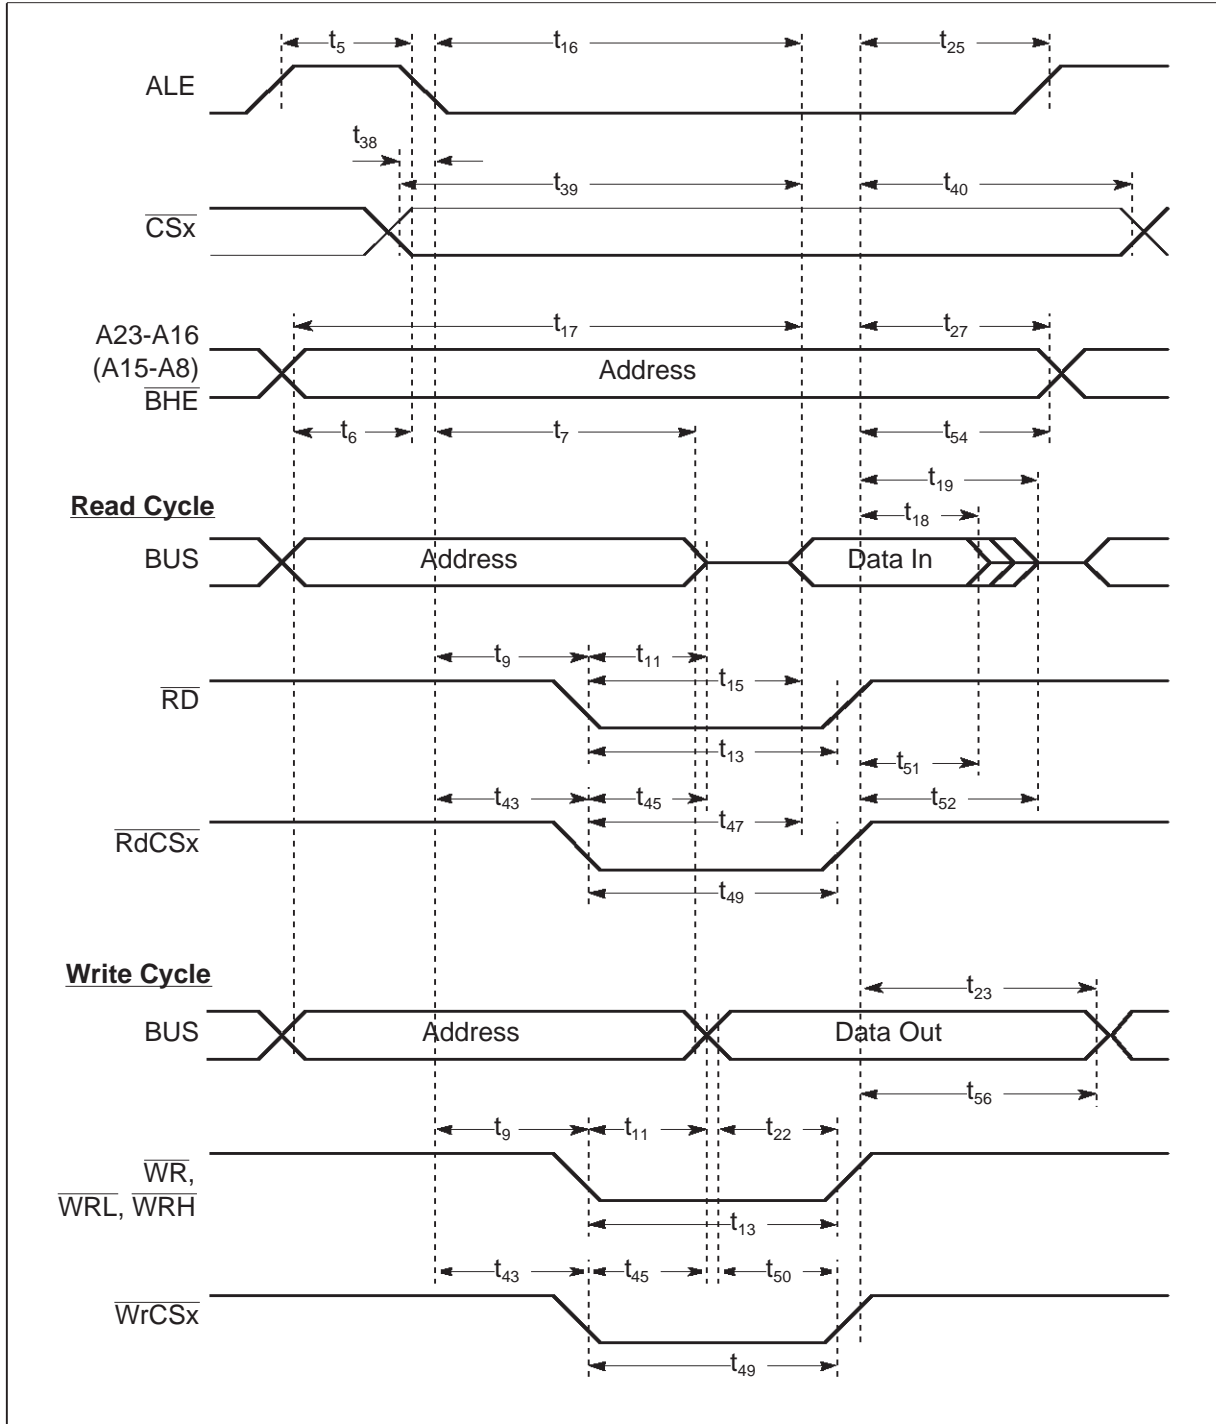 t5 t16 t25
ALE
t38
t39 t40
CSx
t17 t27
A23-A16
(A15-A8)
BHE
Address
t6 t7 t54
t19
Read Cycle
t18
BUS Address Data In
t9 t11
t15
RD
t13
t51
t43 t45 t52
t47
RdCSx
t49
Write Cycle
t23
BUS Address Data Out
t56
t9 t11 t22
WR,
WRL, WRH
t13
t43 t45 t50
WrCSx
t49